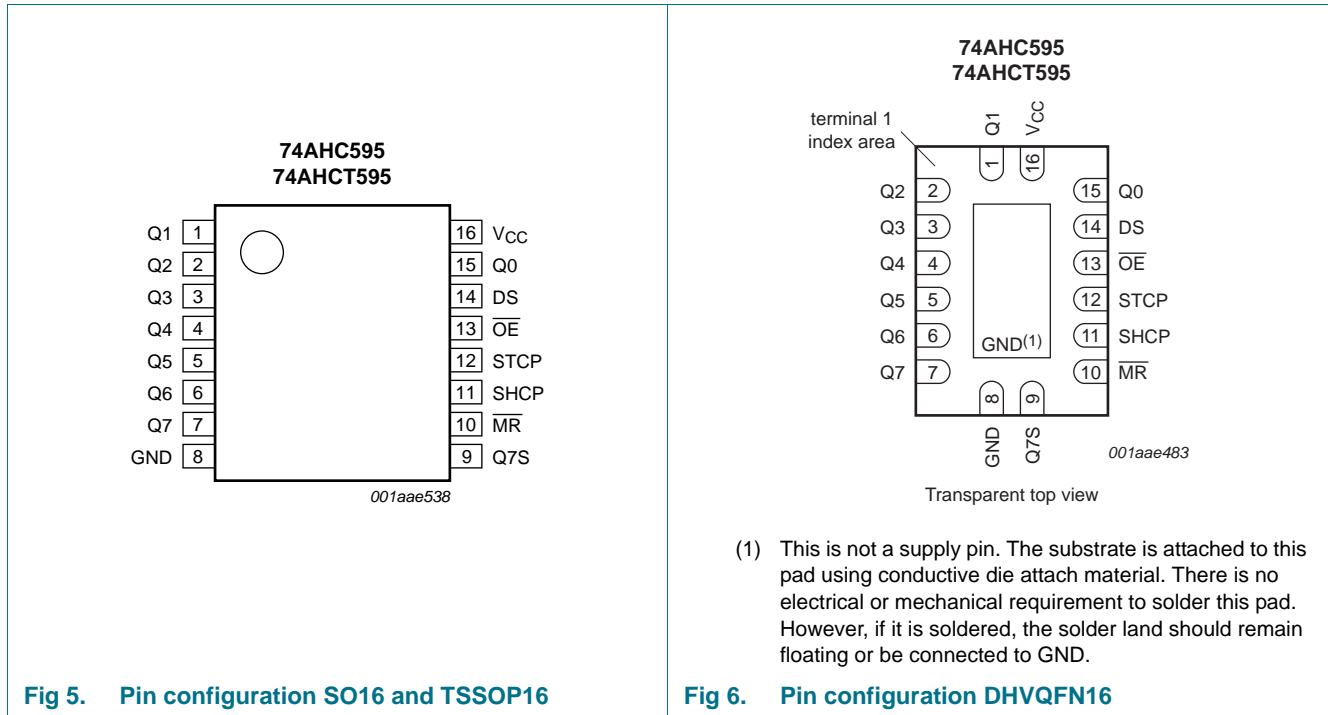 74AHC595
74AHCT595
Q1 1
Q2 2
Q3 3
Q4 4
Q5 5
Q6 6
Q7 7
GND 8
16 VCC
15 Q0
14 DS
13 OE
12 STCP
11 SHCP
10 MR
9 Q7S
001aae538
Fig 5. Pin configuration SO16 and TSSOP16
74AHC595
74AHCT595
terminal 1
index area
Q1
VCC
1
16
Q2 2
Q3 3
Q4 4
Q5 5
Q6 6
Q7 7
15 Q0
14 DS
13 OE
12 STCP
11 SHCP
10 MR
GND(1)
8
9
GND
Q7S
001aae483
Transparent top view
(1) This is not a supply pin. The substrate is attached to this
pad using conductive die attach material. There is no
electrical or mechanical requirement to solder this pad.
However, if it is soldered, the solder land should remain
floating or be connected to GND.
Fig 6. Pin configuration DHVQFN16